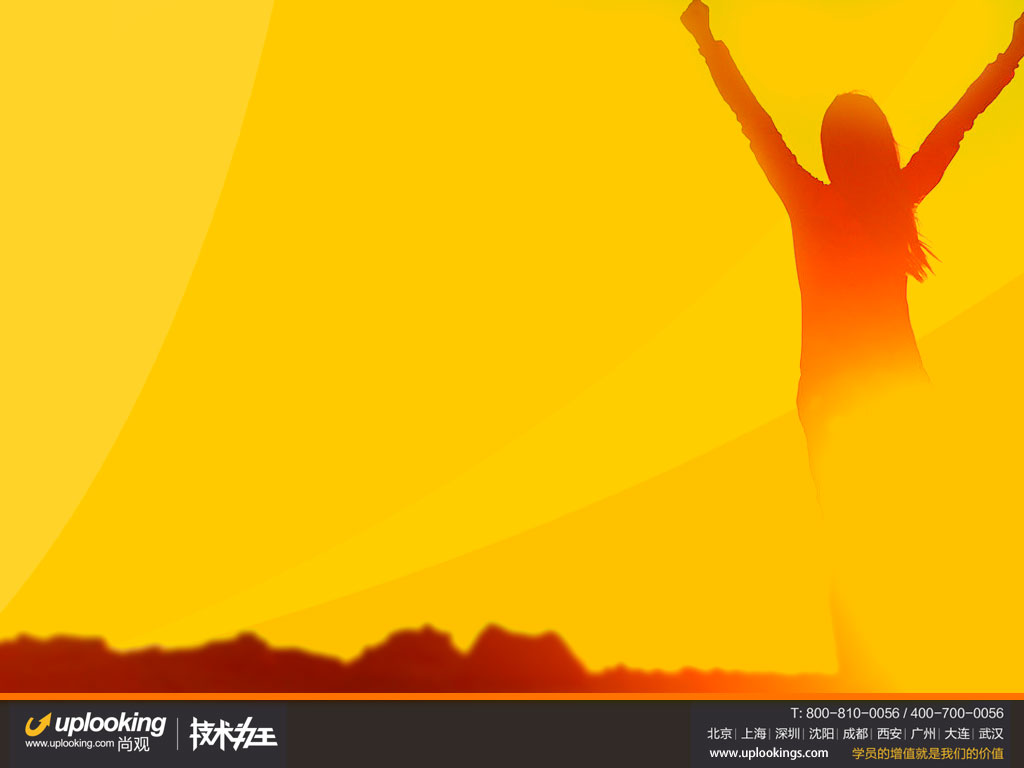 uplooking
www.uplooking.com 尚观
技术为王
T: 800-810-0056 / 400-700-0056
北京 | 上海 | 深圳 | 沈阳 | 成都 | 西安 | 广州 | 大连 | 武汉
www.uplookings.com 学员的增值就是我们的价值